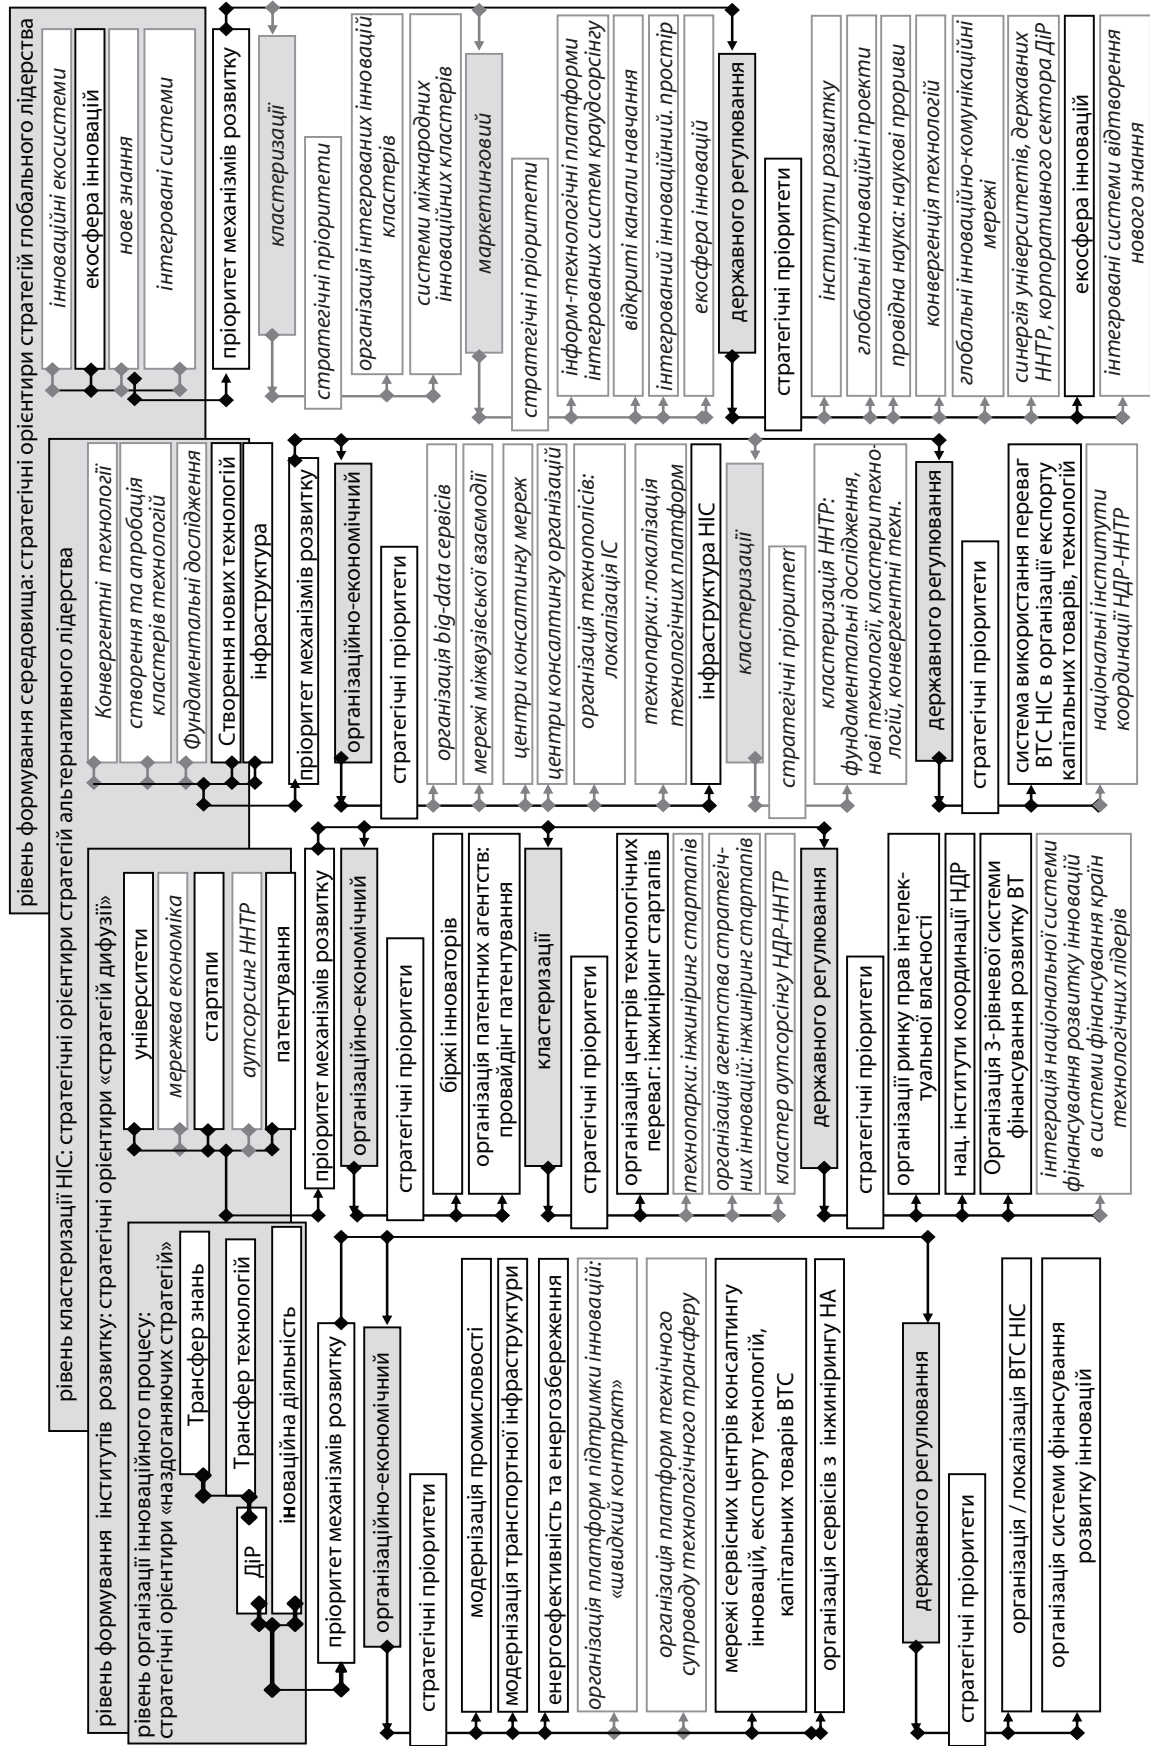 рівень формування середовища: стратегічні орієнтири стратегій глобального лідерства
рівень кластеризації НІС: стратегічні орієнтири стратегій альтернативного лідерства
рівень формування інститутів розвитку: стратегічні орієнтири «стратегій дифузії»
рівень організації інноваційного процесу:
стратегічні орієнтири «наздоганяючих стратегій»
Трансфер знань
Трансфер технологій
ДіР
інноваційна діяльність
пріоритет механізмів розвитку
організаційно-економічний
стратегічні пріоритети
модернізація промисловості
модернізація транспортної інфраструктури
енергоефективність та енергозбереження
організація платформ підтримки інновацій:
«швидкий контракт»
організація платформ технічного
супроводу технологічного трансферу
мережі сервісних центрів консалтингу
інновацій, експорту технологій,
капітальних товарів ВТС
організація сервісів з інжинірингу НА
державного регулювання
стратегічні пріоритети
організація / локалізація ВТС НІС
організація системи фінансування
розвитку інновацій
університети
мережева економіка
стартапи
аутсорсинг ННТР
патентування
пріоритет механізмів розвитку
організаційно-економічний
стратегічні пріоритети
біржі інноваторів
організація патентних агентств:
провайдінг патентування
кластеризації
стратегічні пріоритети
організація центрів технологічних
переваг: інжиніринг стартапів
технопарки: інжиніринг стартапів
організація агентства стратегіч-
них інновацій: інжиніринг стартапів
кластер аутсорсінгу НДР-ННТР
державного регулювання
стратегічні пріоритети
організації ринку прав інтелек-
туальної власності
нац. інститути координації НДР
Організація 3-рівневої системи
фінансування розвитку ВТ
інтеграція національної системи
фінансування розвитку інновацій
в системи фінансування країн
технологічних лідерів
Конвергентні технології
створення та апробація
кластерів технологій
Фундаментальні дослідження
Створення нових технологій
інфраструктура
пріоритет механізмів розвитку
організаційно-економічний
стратегічні пріоритети
організація big-data сервісів
мережі міжвузівської взаємодії
центри консалтингу мереж
центри консалтингу організацій
організація технополісів:
локалізація ІС
технопарки: локалізація
технологічних платформ
інфраструктура НІС
кластеризації
стратегічні пріоритет
кластеризація ННТР:
фундаментальні дослідження,
нові технології, кластери техно-
логій, конвергентні техн.
державного регулювання
стратегічні пріоритети
система використання переваг
ВТС НІС в організації експорту
капітальних товарів, технологій
національні інститути
координації НДР-ННТР
інноваційні екосистеми
екосфера інновацій
нове знання
інтегровані системи
пріоритет механізмів розвитку
кластеризації
стратегічні пріоритети
організація інтегрованих інновацій
кластерів
системи міжнародних
інноваційних кластерів
маркетинговий
стратегічні пріоритети
інформ-технологічні платформи
інтегрованих систем краудсорсінгу
відкриті канали навчання
інтегрований інноваційний. простір
екосфера інновацій
державного регулювання
стратегічні пріоритети
інститути розвитку
глобальні інноваційні проекти
провідна наука: наукові прориви
конвергенція технологій
глобальні інноваційно-комунікаційні
мережі
синергія університетів, державних
ННТР, корпоративного сектора ДіР
екосфера інновацій
інтегровані системи відтворення
нового знання